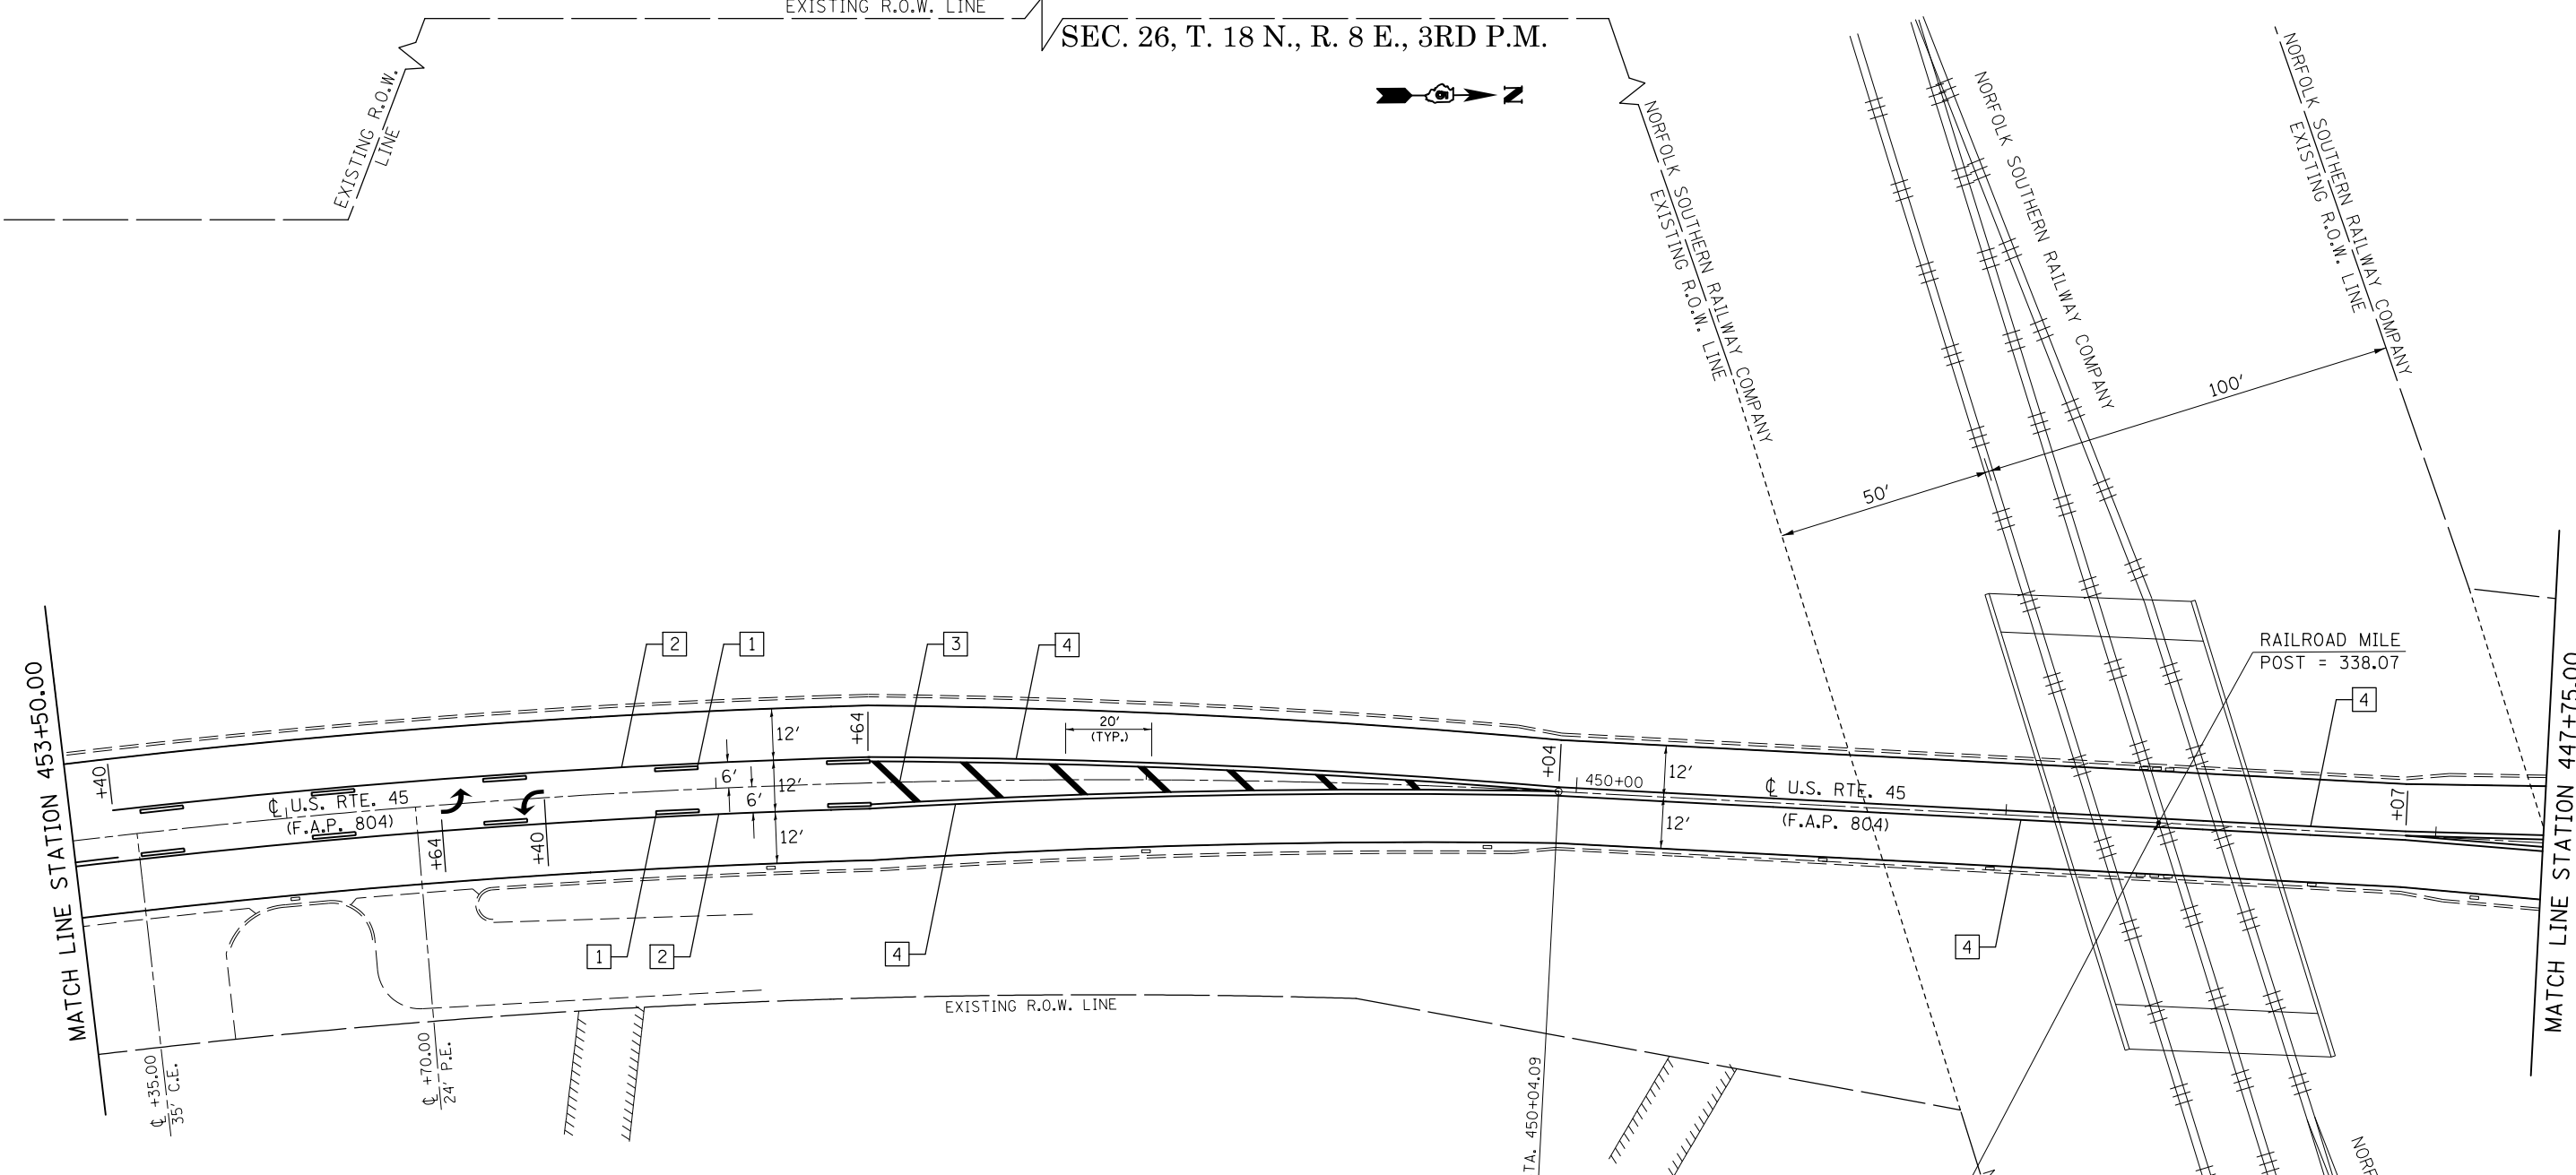 EXISTING R.O.W. LINE
SEC. 26, T. 18 N., R. 8 E., 3RD P.M.
N
EXISTING R.O.W.
LINE
NORFOLK SOUTHERN RAILWAY COMPANY
EXISTING R.O.W. LINE
NORFOLK SOUTHERN RAILWAY COMPANY
NORFOLK SOUTHERN RAILWAY COMPANY
EXISTING R.O.W. LINE
50'
100'
MATCH LINE STATION 453+50.00
+40
2
1
3
4
RAILROAD MILE
POST = 338.07
4
12'
+64
20'
(TYP.)
6'
12'
6'
12'
+04
450+00
12'
12'
℄ U.S. RTE. 45
(F.A.P. 804)
+64
+40
℄ U.S. RTE. 45
(F.A.P. 804)
+07
1
2
4
4
EXISTING R.O.W. LINE
℄ +35.00
35' C.E.
℄ +70.00
24' P.E.
TA. 450+04.09
NORF
MATCH LINE STATION 447+75.00